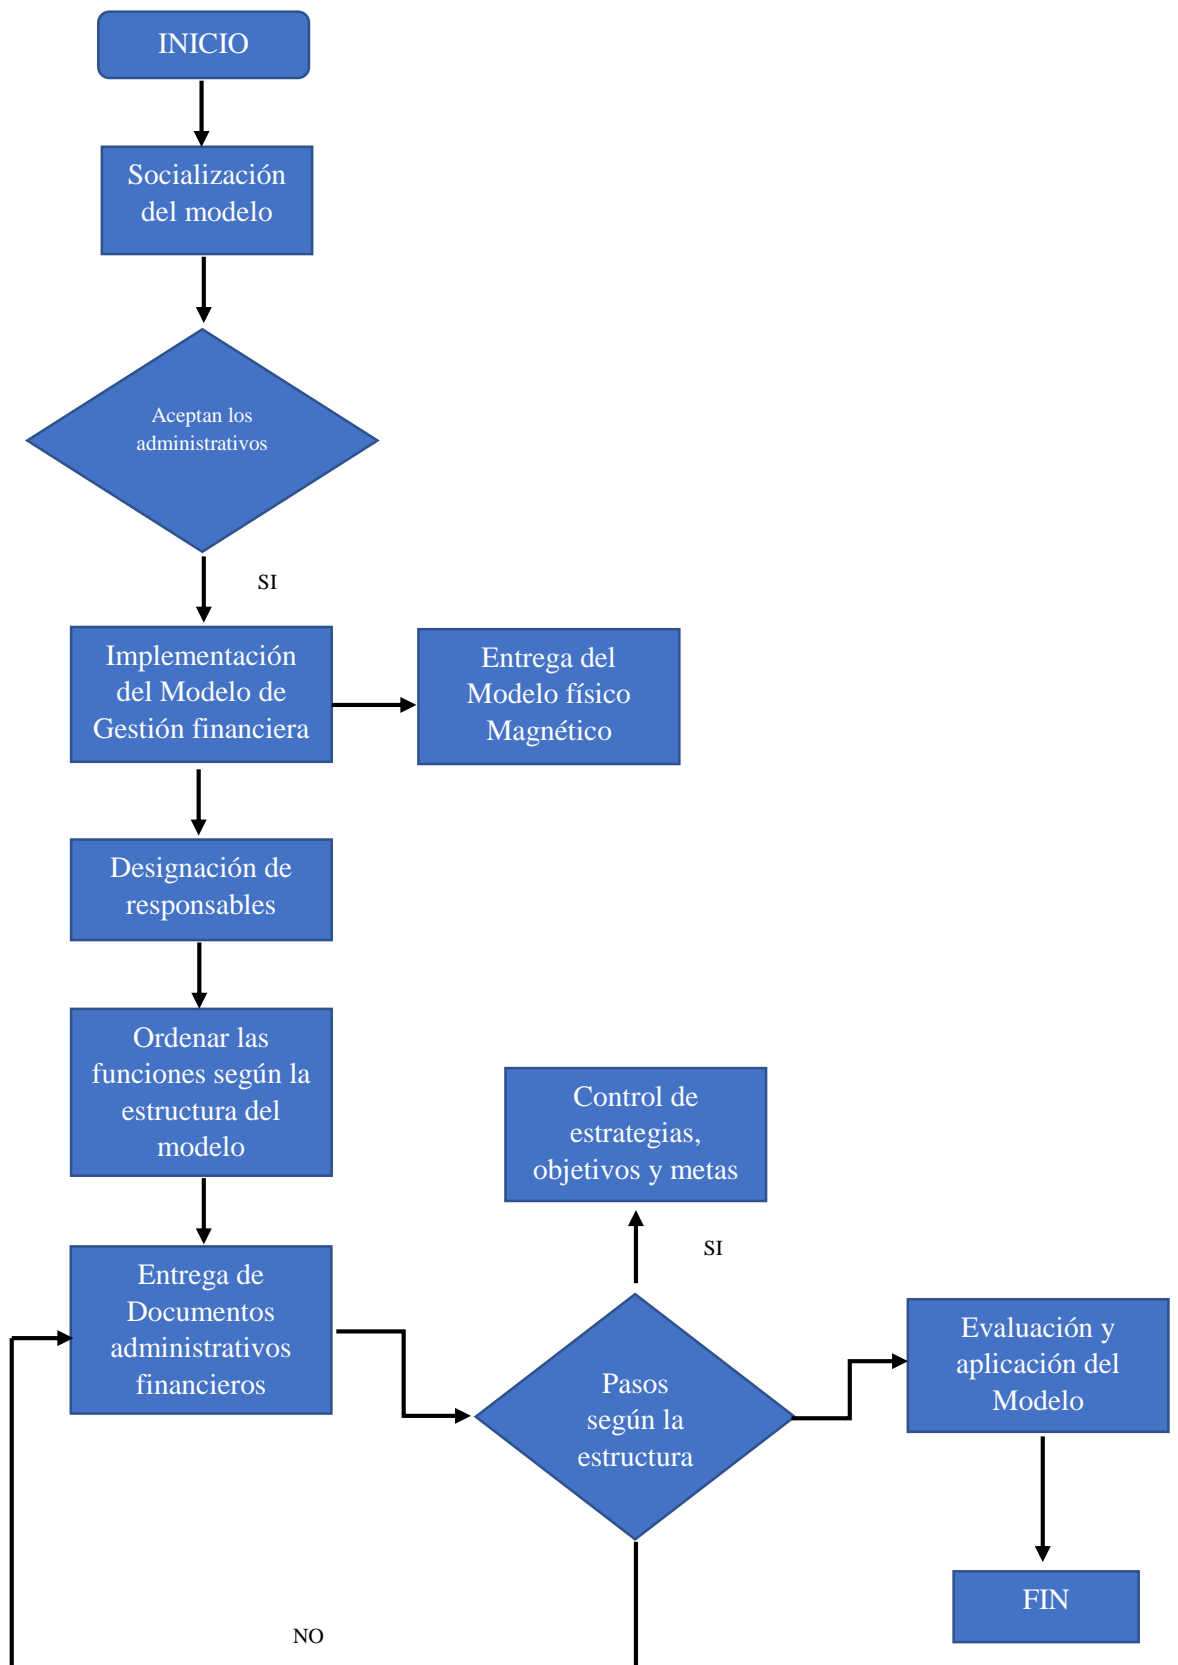 INICIO
Socialización
del modelo
Aceptan los
administrativos
SI
Implementación
del Modelo de
Gestión financiera
Entrega del
Modelo físico
Magnético
Designación de
responsables
Ordenar las
funciones según la
estructura del
modelo
Control de
estrategias,
objetivos y metas
SI
Entrega de
Documentos
administrativos
financieros
Pasos
según la
estructura
Evaluación y
aplicación del
Modelo
FIN
NO